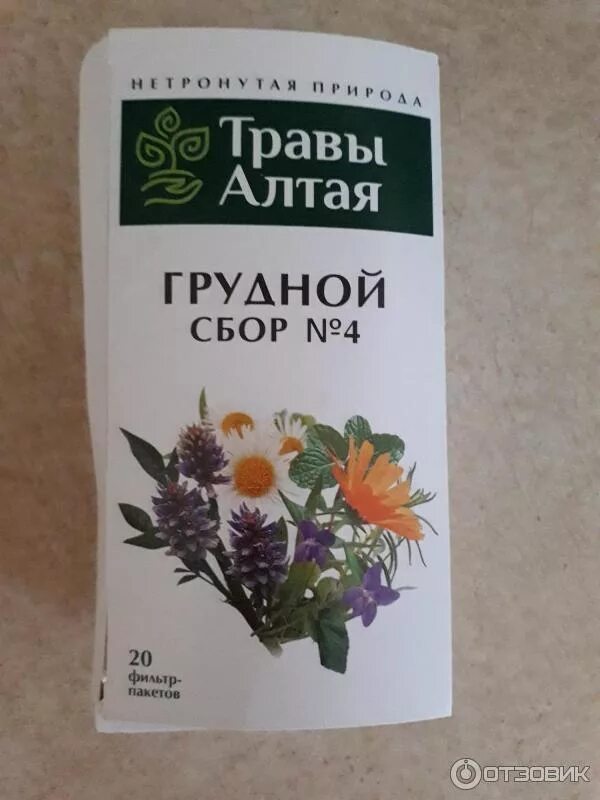 НЕТРОНУТАЯ ПРИРОДА
Травы
Алтая
ГРУДНОЙ
СБОР №4
20
фильтр-
пакетов
ОТЗОВИК